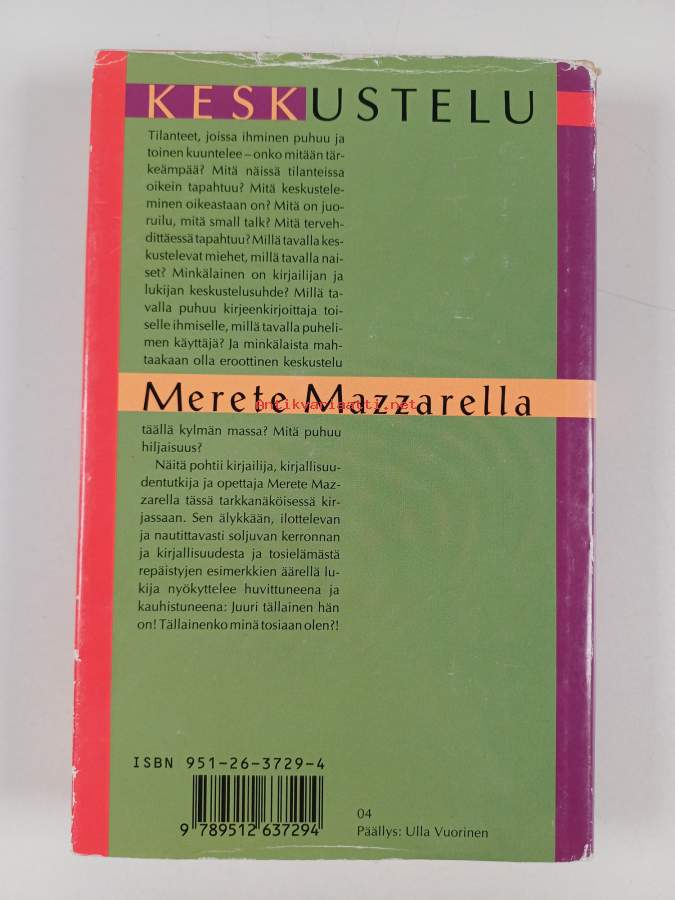 KESKUSTELU
Tilanteet, joissa ihminen puhuu ja
toinen kuuntelee – onko mitään tär-
keämpää? Mitä näissä tilanteissa
oikein tapahtuu? Mitä keskustele-
minen oikeastaan on? Mitä on juo-
ruilu, mitä small talk? Mitä terveh-
dittäessä tapahtuu? Millä tavalla kes-
kustelevat miehet, millä tavalla nai-
set? Minkälainen on kirjailijan ja
lukijan keskustelusuhde? Millä ta-
valla puhuu kirjeenkirjoittaja toi-
selle ihmiselle, millä tavalla puheli-
men käyttäjä? Ja minkälaista mah-
taakaan olla eroottinen keskustelu
Merete Mazzarella
Antikvariaatti.net
täällä kylmän massa? Mitä puhuu
hiljaisuus?
Näitä pohtii kirjailija, kirjallisuu-
dentutkija ja opettaja Merete Maz-
zarella tässä tarkkanäköisessä kir-
jassaan. Sen älykkään, ilottelevan
ja nautittavasti soljuvan kerronnan
ja kirjallisuudesta ja tosielämästä
repäistyjen esimerkkien äärellä lu-
kija nyökyttelee huvittuneena ja
kauhistuneena: Juuri tällainen hän
on! Tällainenko minä tosiaan olen?!
ISBN 951-26-3729-4
9 789512 637294
04
Päällys: Ulla Vuorinen